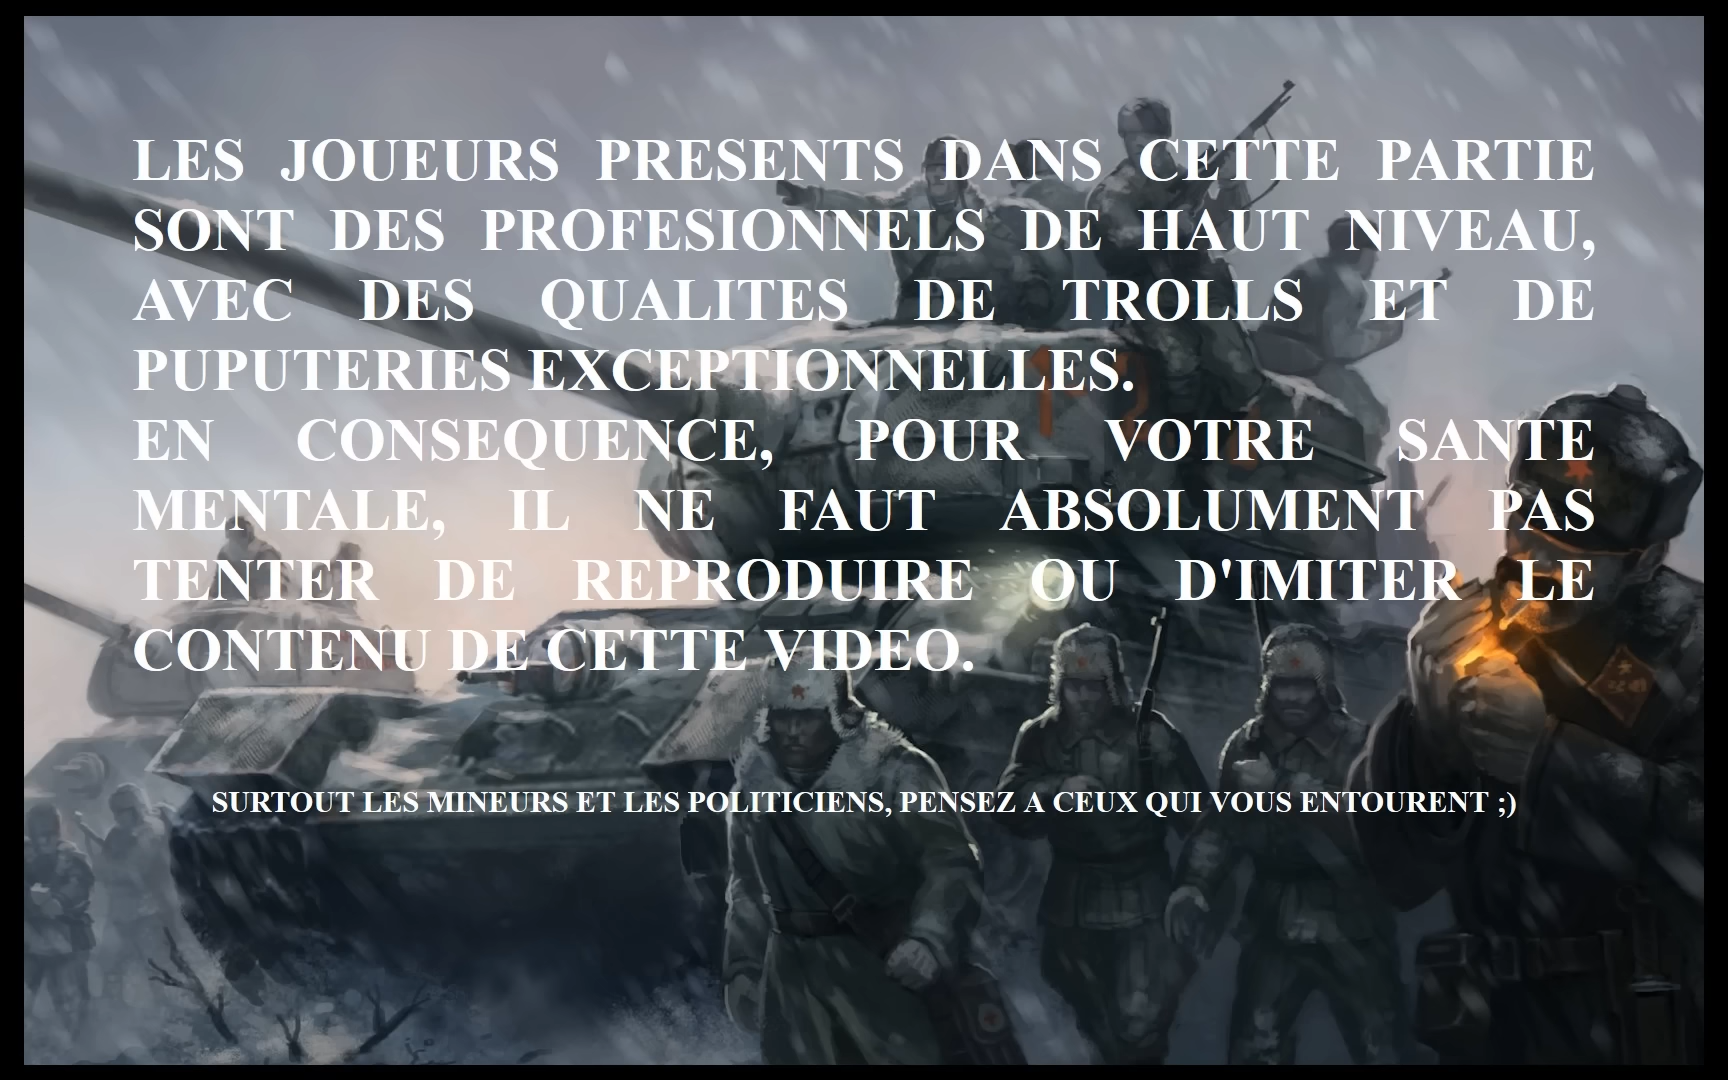 LES JOUEURS PRESENTS DANS CETTE PARTIE
SONT DES PROFESIONNELS DE HAUT NIVEAU,
AVEC DES QUALITES DE TROLLS ET DE
PUPUTERIES EXCEPTIONNELLES.
EN CONSEQUENCE, POUR VOTRE SANTE
MENTALE, IL NE FAUT ABSOLUMENT PAS
TENTER DE REPRODUIRE OU D'IMITER LE
CONTENU DE CETTE VIDEO.
SURTOUT LES MINEURS ET LES POLITICIENS, PENSEZ A CEUX QUI VOUS ENTOURENT ;)